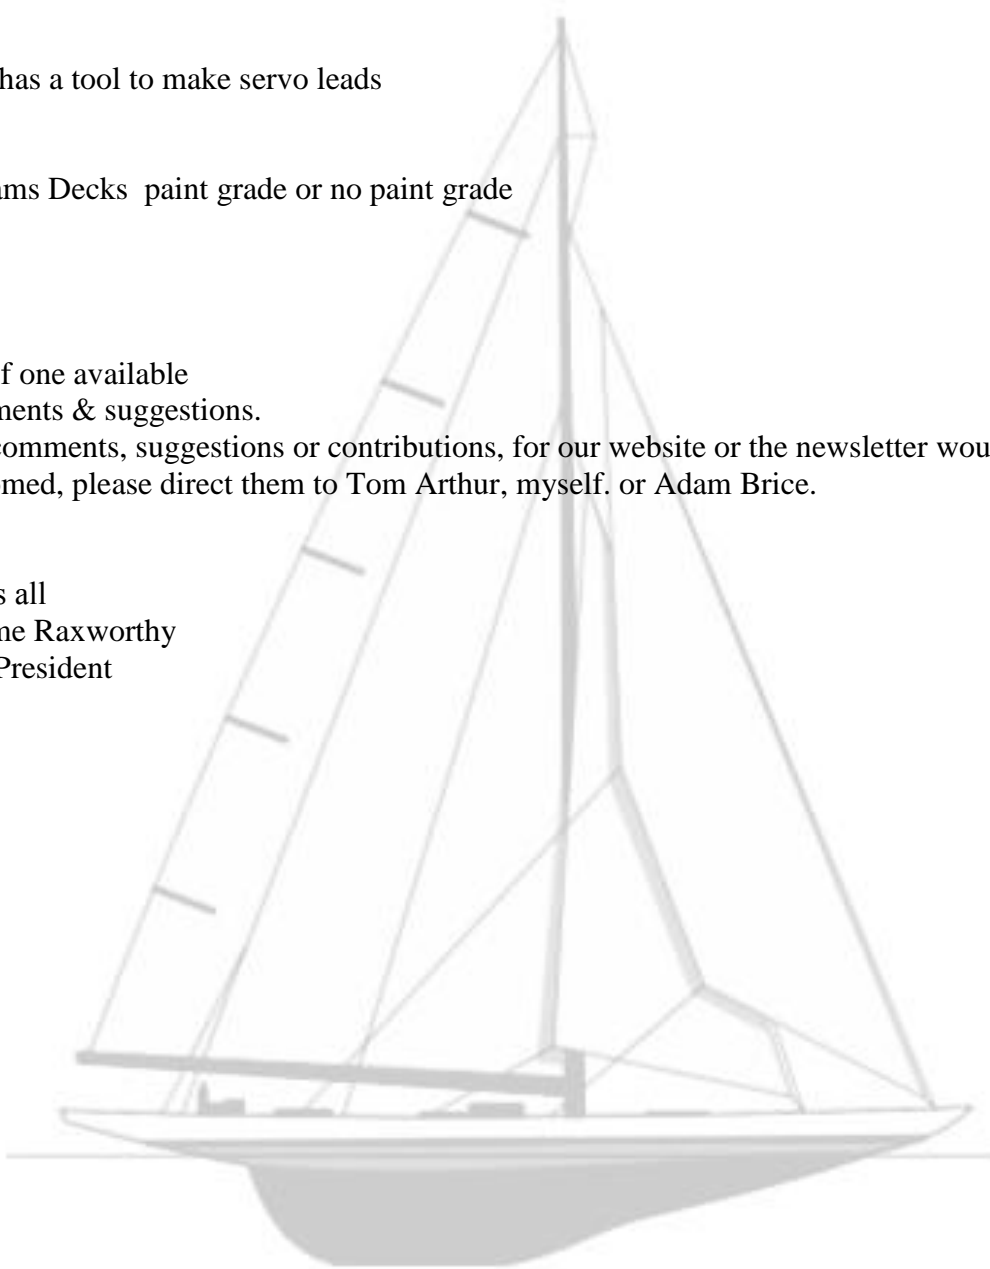 has a tool to make servo leads
ams Decks  paint grade or no paint grade
f one available
ments & suggestions.
comments, suggestions or contributions, for our website or the newsletter wou
omed, please direct them to Tom Arthur, myself. or Adam Brice.
s all
me Raxworthy
President